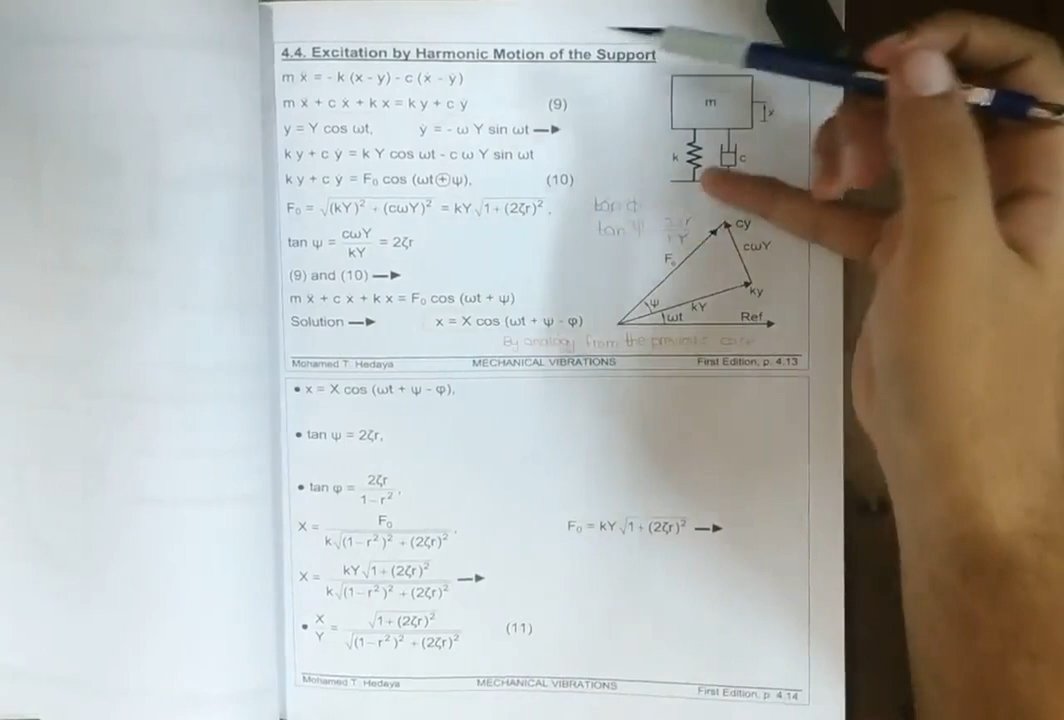 4.4. Excitation by Harmonic Motion of the Support
m ẍ = - k (x - y) - c (ẋ - ẏ)
m ẍ + c ẋ + k x = k y + c ẏ (9)
y = Y cos ωt, ẏ = - ω Y sin ωt →
k y + c ẏ = k Y cos ωt - c ω Y sin ωt
k y + c ẏ = F₀ cos (ωt + ψ), (10)
F₀ = √(kY)² + (cωY)² = kY √1 + (2ζr)² ,
tan ψ = cωY / kY = 2ζr
(9) and (10) →
m ẍ + c ẋ + k x = F₀ cos (ωt + ψ)
Solution → x = X cos (ωt + ψ - φ)
m
x
k
c
tan ψ
cẏ
cωY
F₀
ky
ψ
kY
ωt
Ref
By analogy from the previous case
Mohamed T. Hedaya MECHANICAL VIBRATIONS First Edition, p. 4.13
• x = X cos (ωt + ψ - φ),
• tan ψ = 2ζr,
• tan φ = 2ζr / 1 - r² ,
X = F₀ / k√(1 - r²)² + (2ζr)² , F₀ = kY √1 + (2ζr)² →
X = kY √1 + (2ζr)² / k√(1 - r²)² + (2ζr)² →
• X / Y = √1 + (2ζr)² / √(1 - r²)² + (2ζr)² (11)
Mohamed T. Hedaya MECHANICAL VIBRATIONS First Edition, p. 4.14